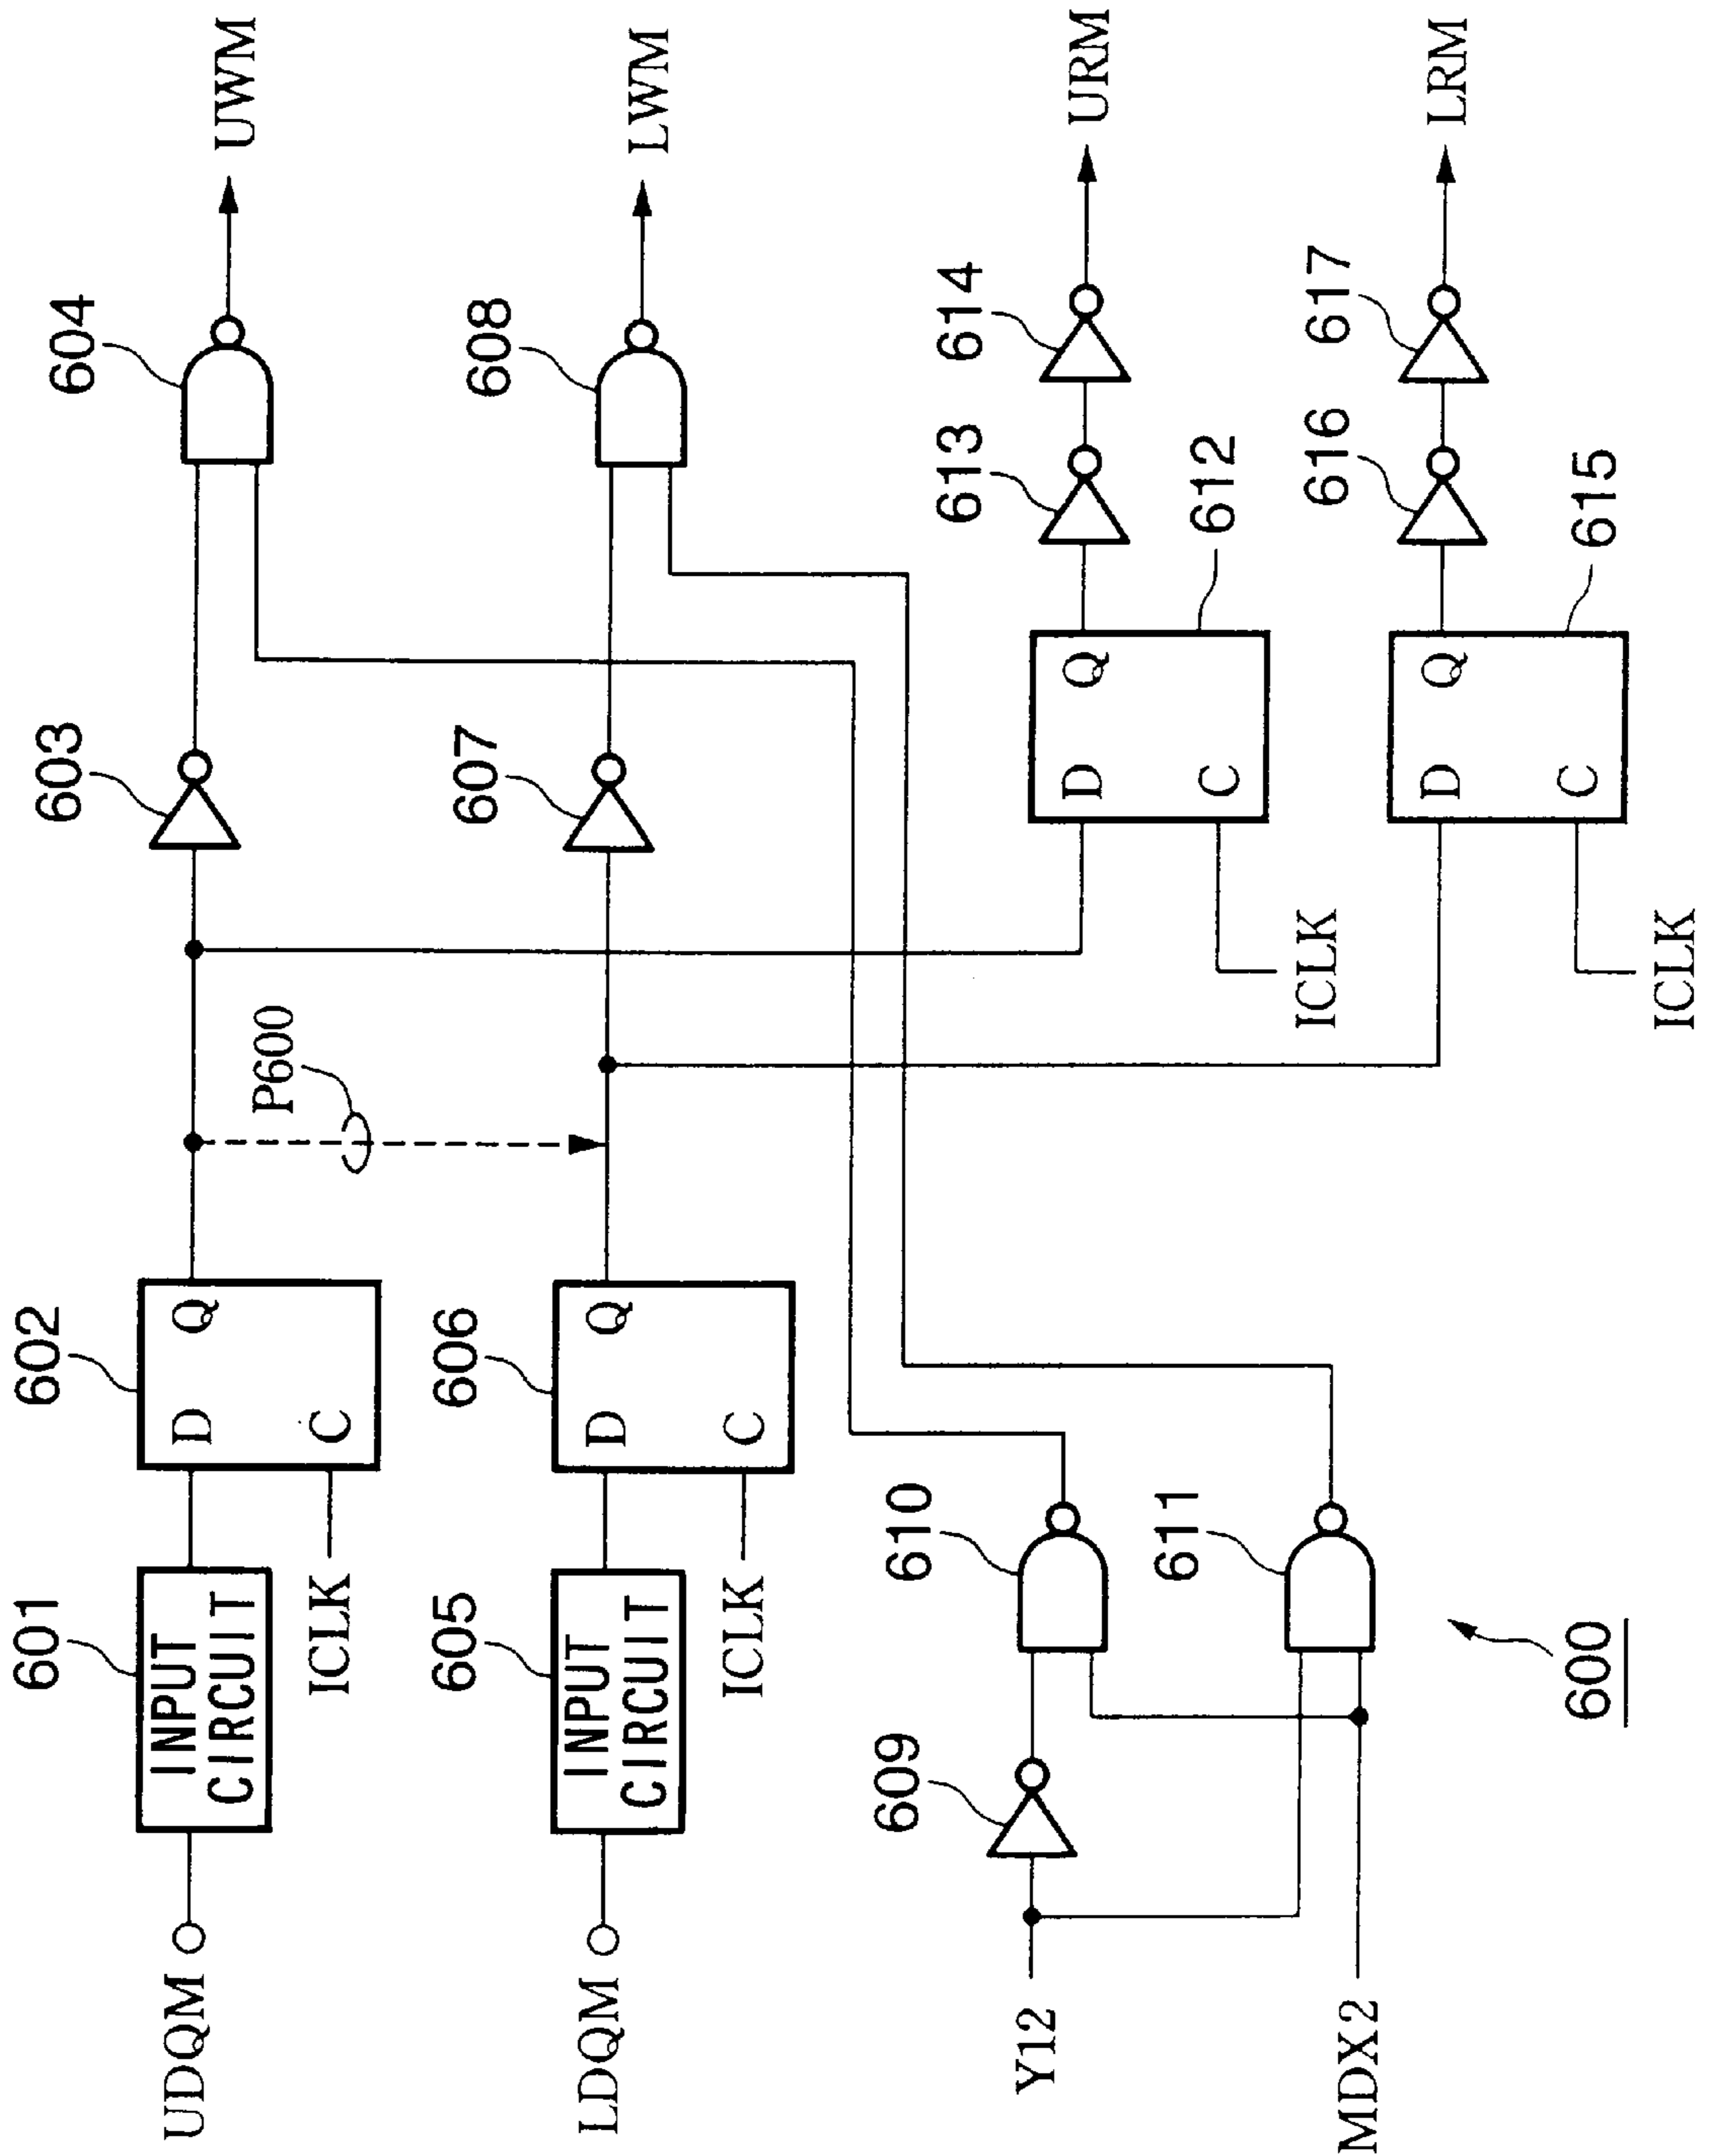 UDQM
601
INPUT
CIRCUIT
602
D
Q
C
ICLK
603
604
UWM
P600
LDQM
605
INPUT
CIRCUIT
606
D
Q
C
ICLK
607
608
LWM
Y12
609
610
MDX2
611
D
Q
C
ICLK
612
613
614
URM
D
Q
C
ICLK
615
616
617
LRM
600